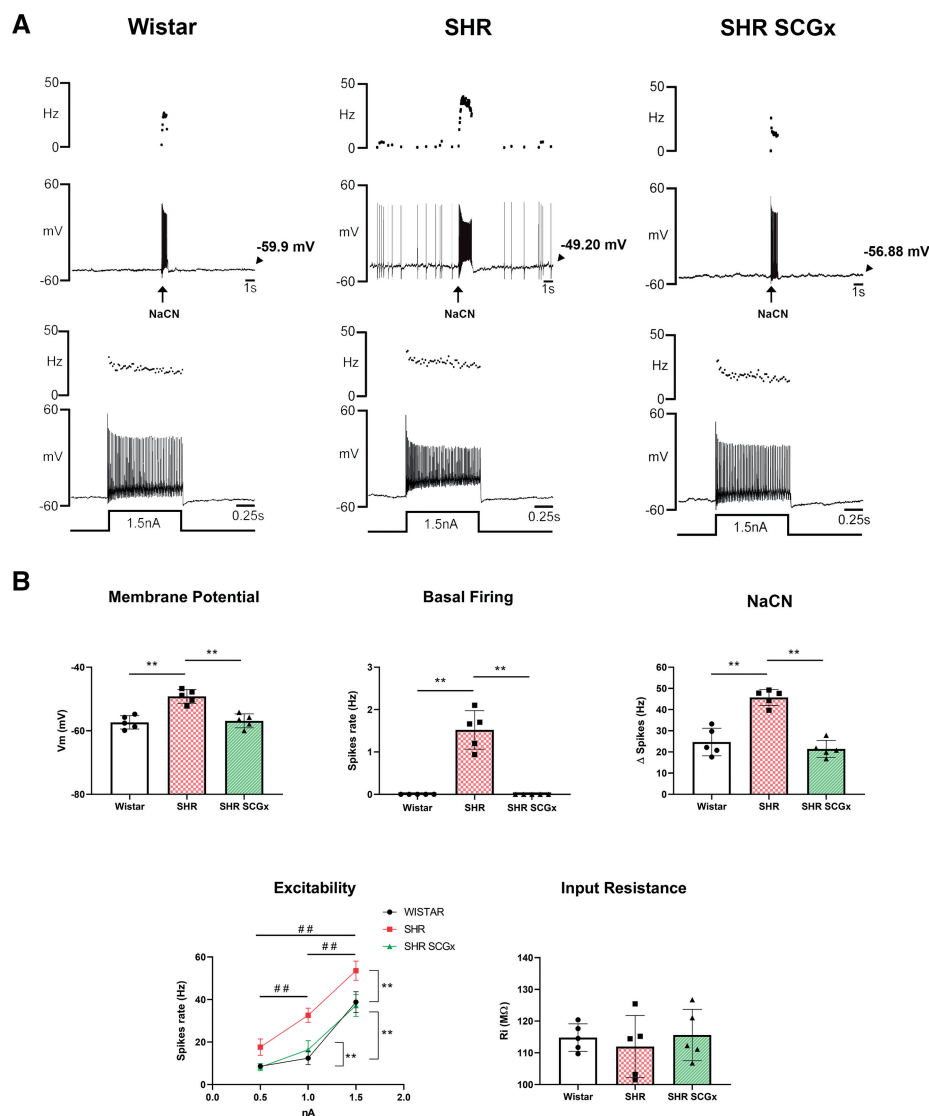 A
Wistar
SHR
SHR SCGx
50
Hz
0
50
Hz
0
50
Hz
0
60
mV
-60
-59.9 mV
1s
NaCN
60
mV
-60
-49.20 mV
1s
NaCN
60
mV
-60
-56.88 mV
1s
NaCN
50
Hz
0
50
Hz
0
50
Hz
0
60
mV
-60
0.25s
1.5nA
60
mV
-60
0.25s
1.5nA
60
mV
-60
0.25s
1.5nA
B
Membrane Potential
-40
-60
-80
Vm (mV)
**
**
Wistar
SHR
SHR SCGx
Basal Firing
3
2
1
0
Spikes rate (Hz)
**
**
Wistar
SHR
SHR SCGx
NaCN
60
50
40
30
20
10
0
Δ Spikes (Hz)
**
**
Wistar
SHR
SHR SCGx
Excitability
WISTAR
SHR
SHR SCGx
60
40
20
0
Spikes rate (Hz)
##
##
##
**
**
**
0.0 0.5 1.0 1.5 2.0
nA
Input Resistance
140
130
120
110
100
Ri (MΩ)
Wistar
SHR
SHR SCGx